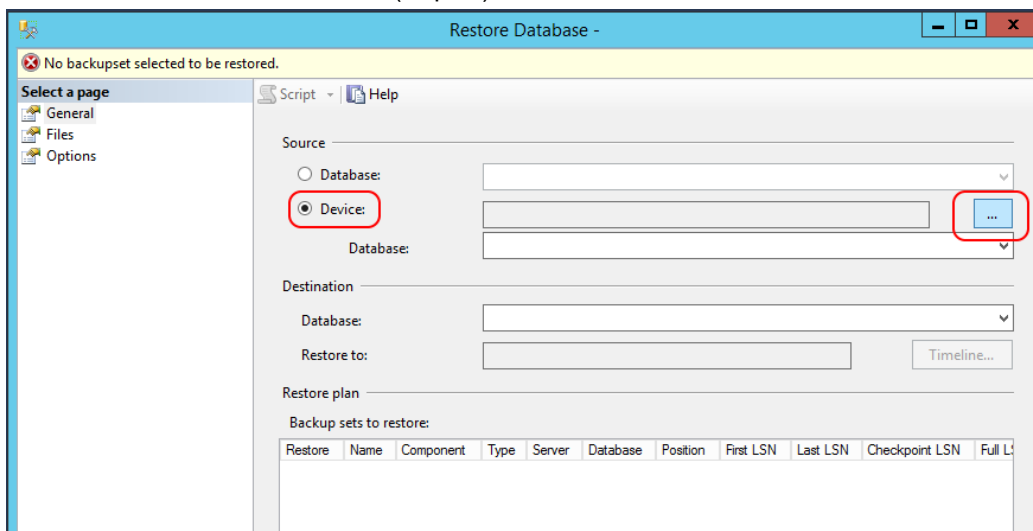 Restore Database -
No backupset selected to be restored.
Select a page
General
Files
Options
Script
Help
Source
Database:
Device:
...
Database:
Destination
Database:
Restore to:
Timeline...
Restore plan
Backup sets to restore:
Restore Name Component Type Server Database Position First LSN Last LSN Checkpoint LSN Full